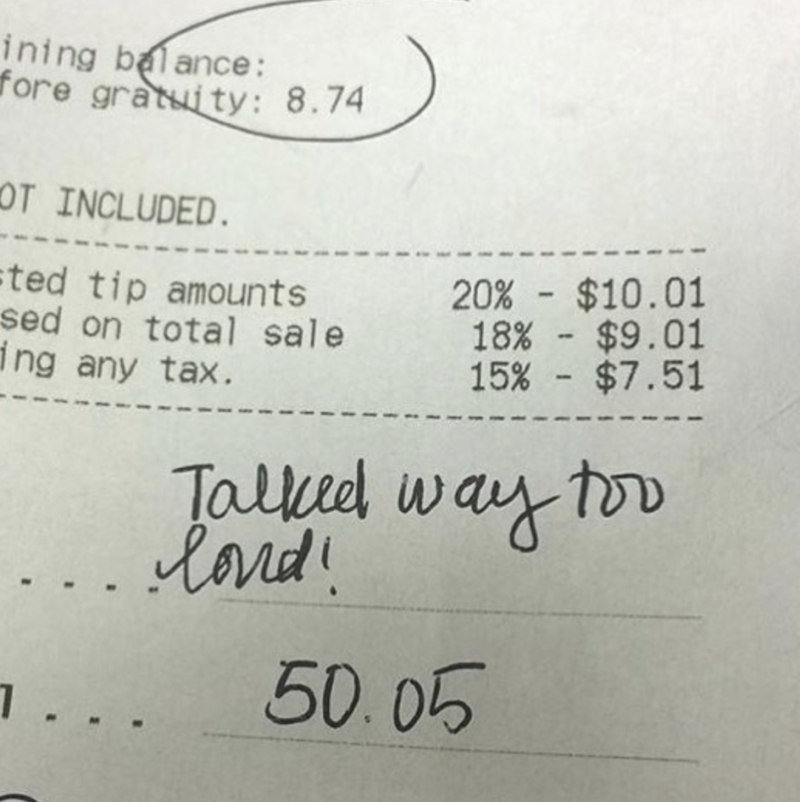 ining balance:
fore gratuity: 8.74
OT INCLUDED.
sted tip amounts 20% - $10.01
sed on total sale 18% - $9.01
ing any tax. 15% - $7.51
Talked way too
. . . . loud!
l . . . 50.05